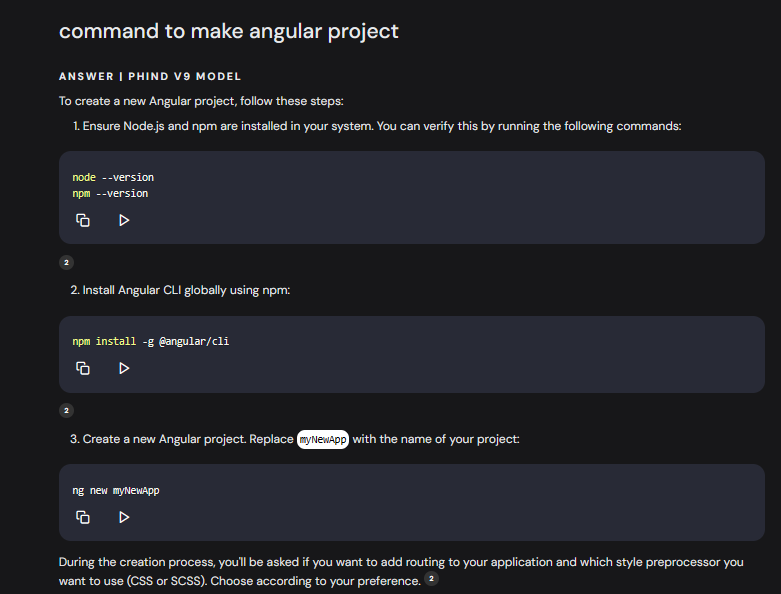 command to make angular project
ANSWER | PHIND V9 MODEL
To create a new Angular project, follow these steps:
1. Ensure Node.js and npm are installed in your system. You can verify this by running the following commands:
node --version
npm --version
2
2. Install Angular CLI globally using npm:
npm install -g @angular/cli
2
3. Create a new Angular project. Replace myNewApp with the name of your project:
ng new myNewApp
During the creation process, you'll be asked if you want to add routing to your application and which style preprocessor you
want to use (CSS or SCSS). Choose according to your preference. 2